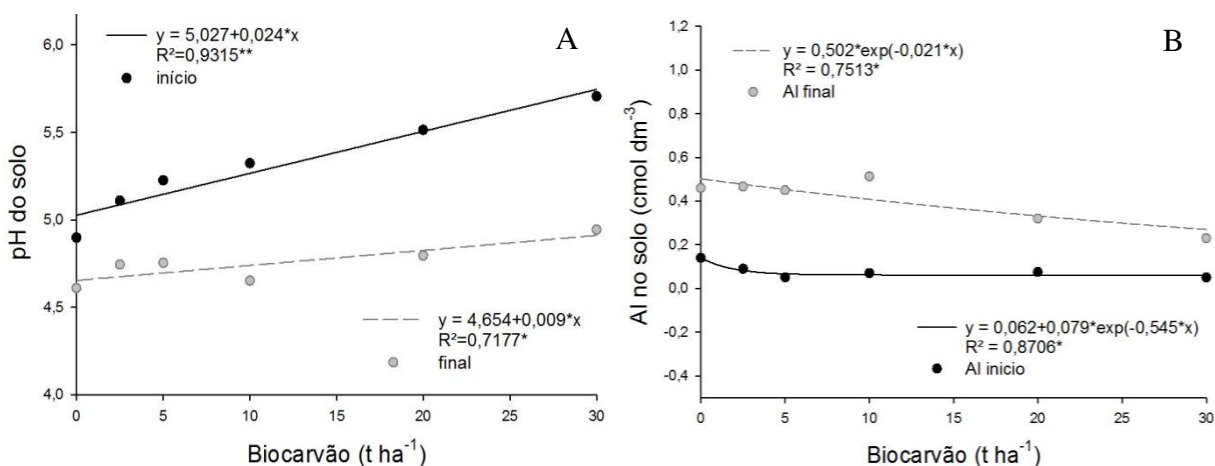 A
y = 5,027+0,024*x
R²=0,9315**
início
6,0
5,5
5,0
4,5
4,0
pH do solo
y = 4,654+0,009*x
R²=0,7177*
final
0 5 10 15 20 25 30
Biocarvão (t ha⁻¹)
B
y = 0,502*exp(-0,021*x)
R² = 0,7513*
Al final
1,2
1,0
0,8
0,6
0,4
0,2
0,0
-0,2
-0,4
Al no solo (cmol dm⁻³)
y = 0,062+0,079*exp(-0,545*x)
R² = 0,8706*
Al inicio
0 5 10 15 20 25 30
Biocarvão (t ha⁻¹)